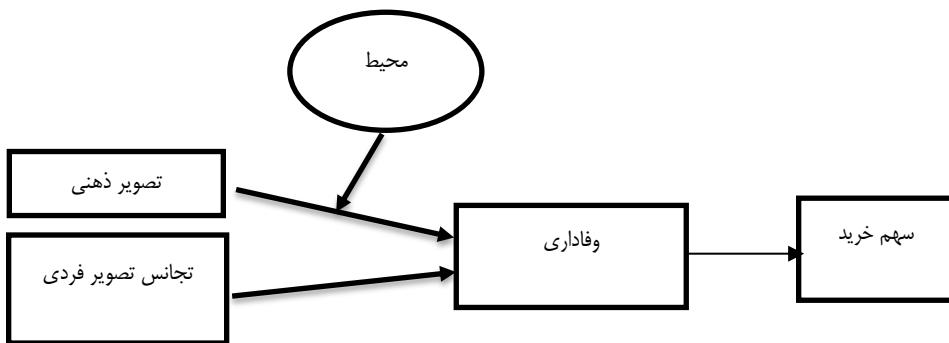 محیط
تصویر ذهنی
تجانس تصویر فردی
وفاداری
سهم خرید